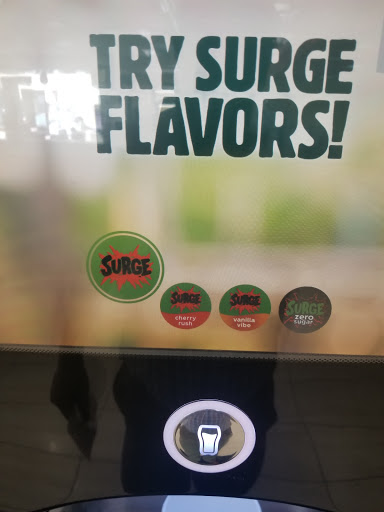 TRY SURGE
FLAVORS!
SURGE
SURGE
cherry
rush
SURGE
vanilla
vibe
SURGE
zero
sugar